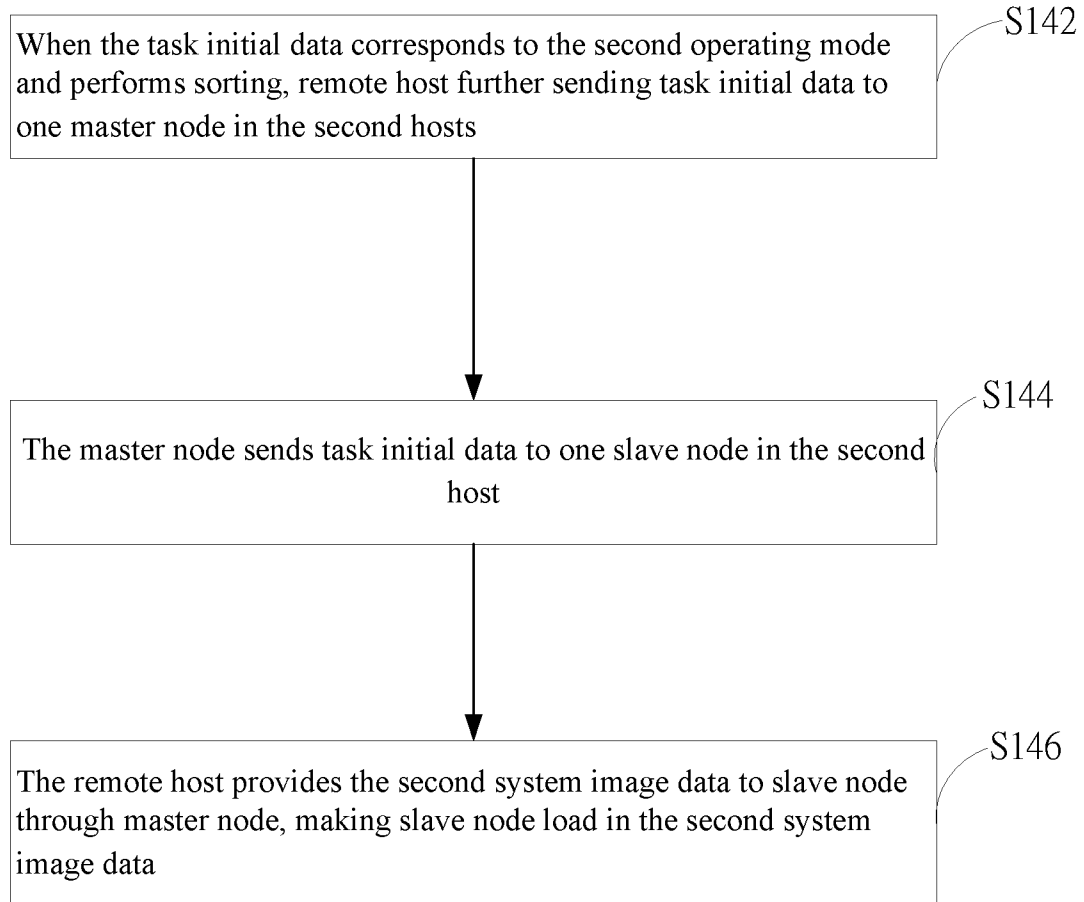 S142
When the task initial data corresponds to the second operating mode
and performs sorting, remote host further sending task initial data to
one master node in the second hosts
S144
The master node sends task initial data to one slave node in the second
host
S146
The remote host provides the second system image data to slave node
through master node, making slave node load in the second system
image data